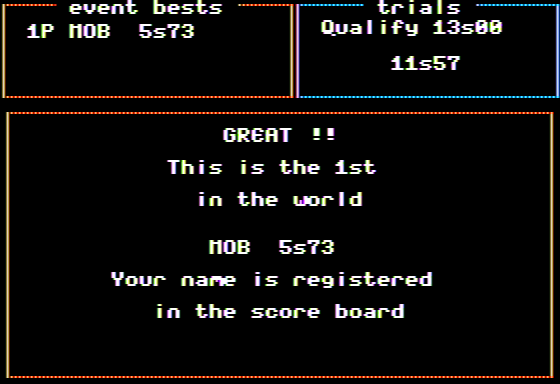 event bests
1P MOB 5s73
trials
Qualify 13s00
11s57
GREAT !!
This is the 1st
in the world
MOB 5s73
Your name is registered
in the score board